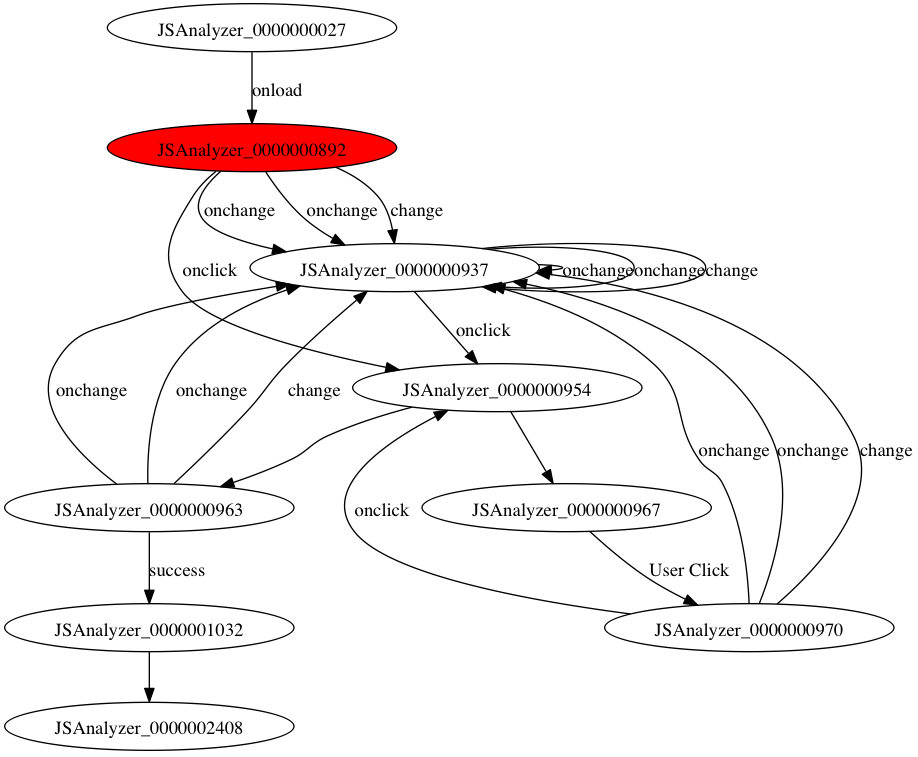 JSAnalyzer_0000000027
onload
JSAnalyzer_0000000892
onchange
onchange
change
onclick
JSAnalyzer_0000000937
onchange
onchange
change
onclick
onchange
onchange
change
JSAnalyzer_0000000954
onchange
onchange
change
JSAnalyzer_0000000963
onclick
JSAnalyzer_0000000967
success
User Click
JSAnalyzer_0000001032
JSAnalyzer_0000000970
JSAnalyzer_0000002408